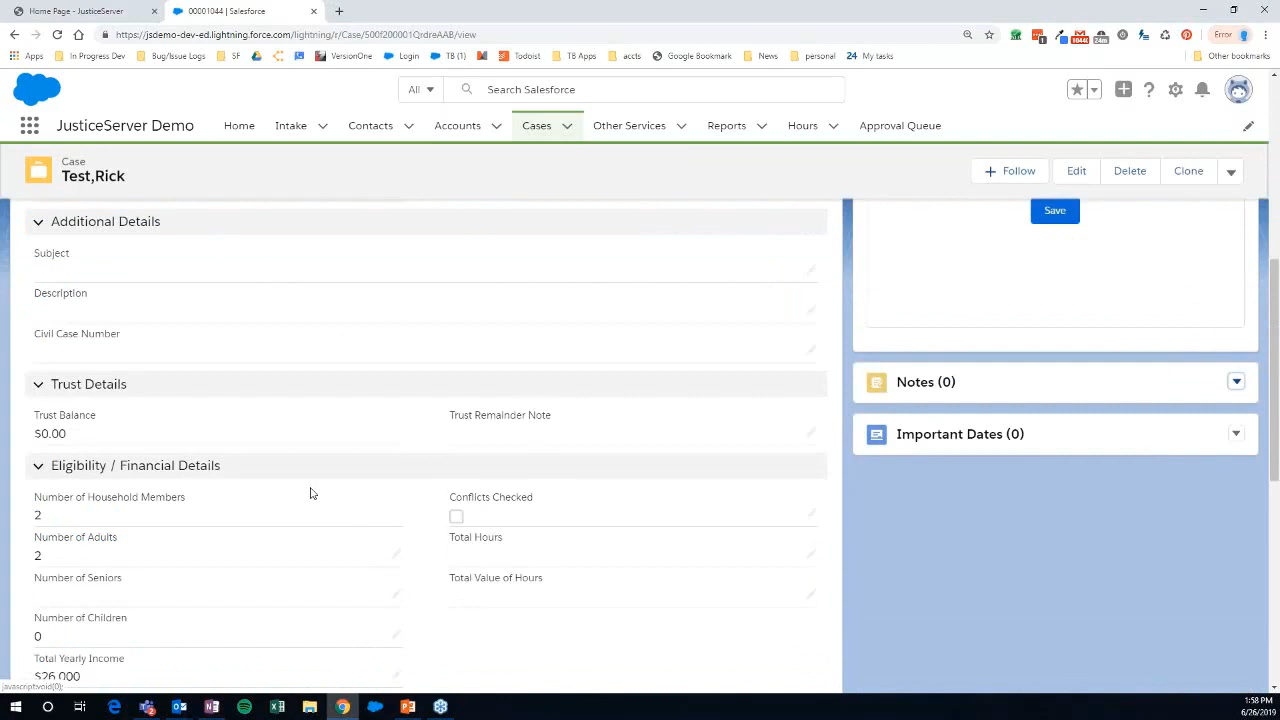 Home Page - JusticeServer
00001044 | Salesforce
https://jsdemo-dev-ed.lightning.force.com/lightning/r/Case/500f200001QrdreAAB/view
Error
Apps
In Progress Dev
Bug/Issue Logs
SF
VersionOne
Login
TB (1)
Todoist
TB Apps
accts
Google Bookmark
News
personal
24 My tasks
Other bookmarks
All
Search Salesforce
JusticeServer Demo
Home
Intake
Contacts
Accounts
Cases
Other Services
Reports
Hours
Approval Queue
Case
Test,Rick
Follow
Edit
Delete
Clone
Additional Details
Subject
Description
Civil Case Number
Trust Details
Trust Balance
$0.00
Trust Remainder Note
Eligibility / Financial Details
Number of Household Members
2
Conflicts Checked
Number of Adults
2
Total Hours
Number of Seniors
Total Value of Hours
Number of Children
0
Total Yearly Income
$26,000
Save
Notes (0)
Important Dates (0)
javascript:void(0);
1:58 PM
6/26/2019